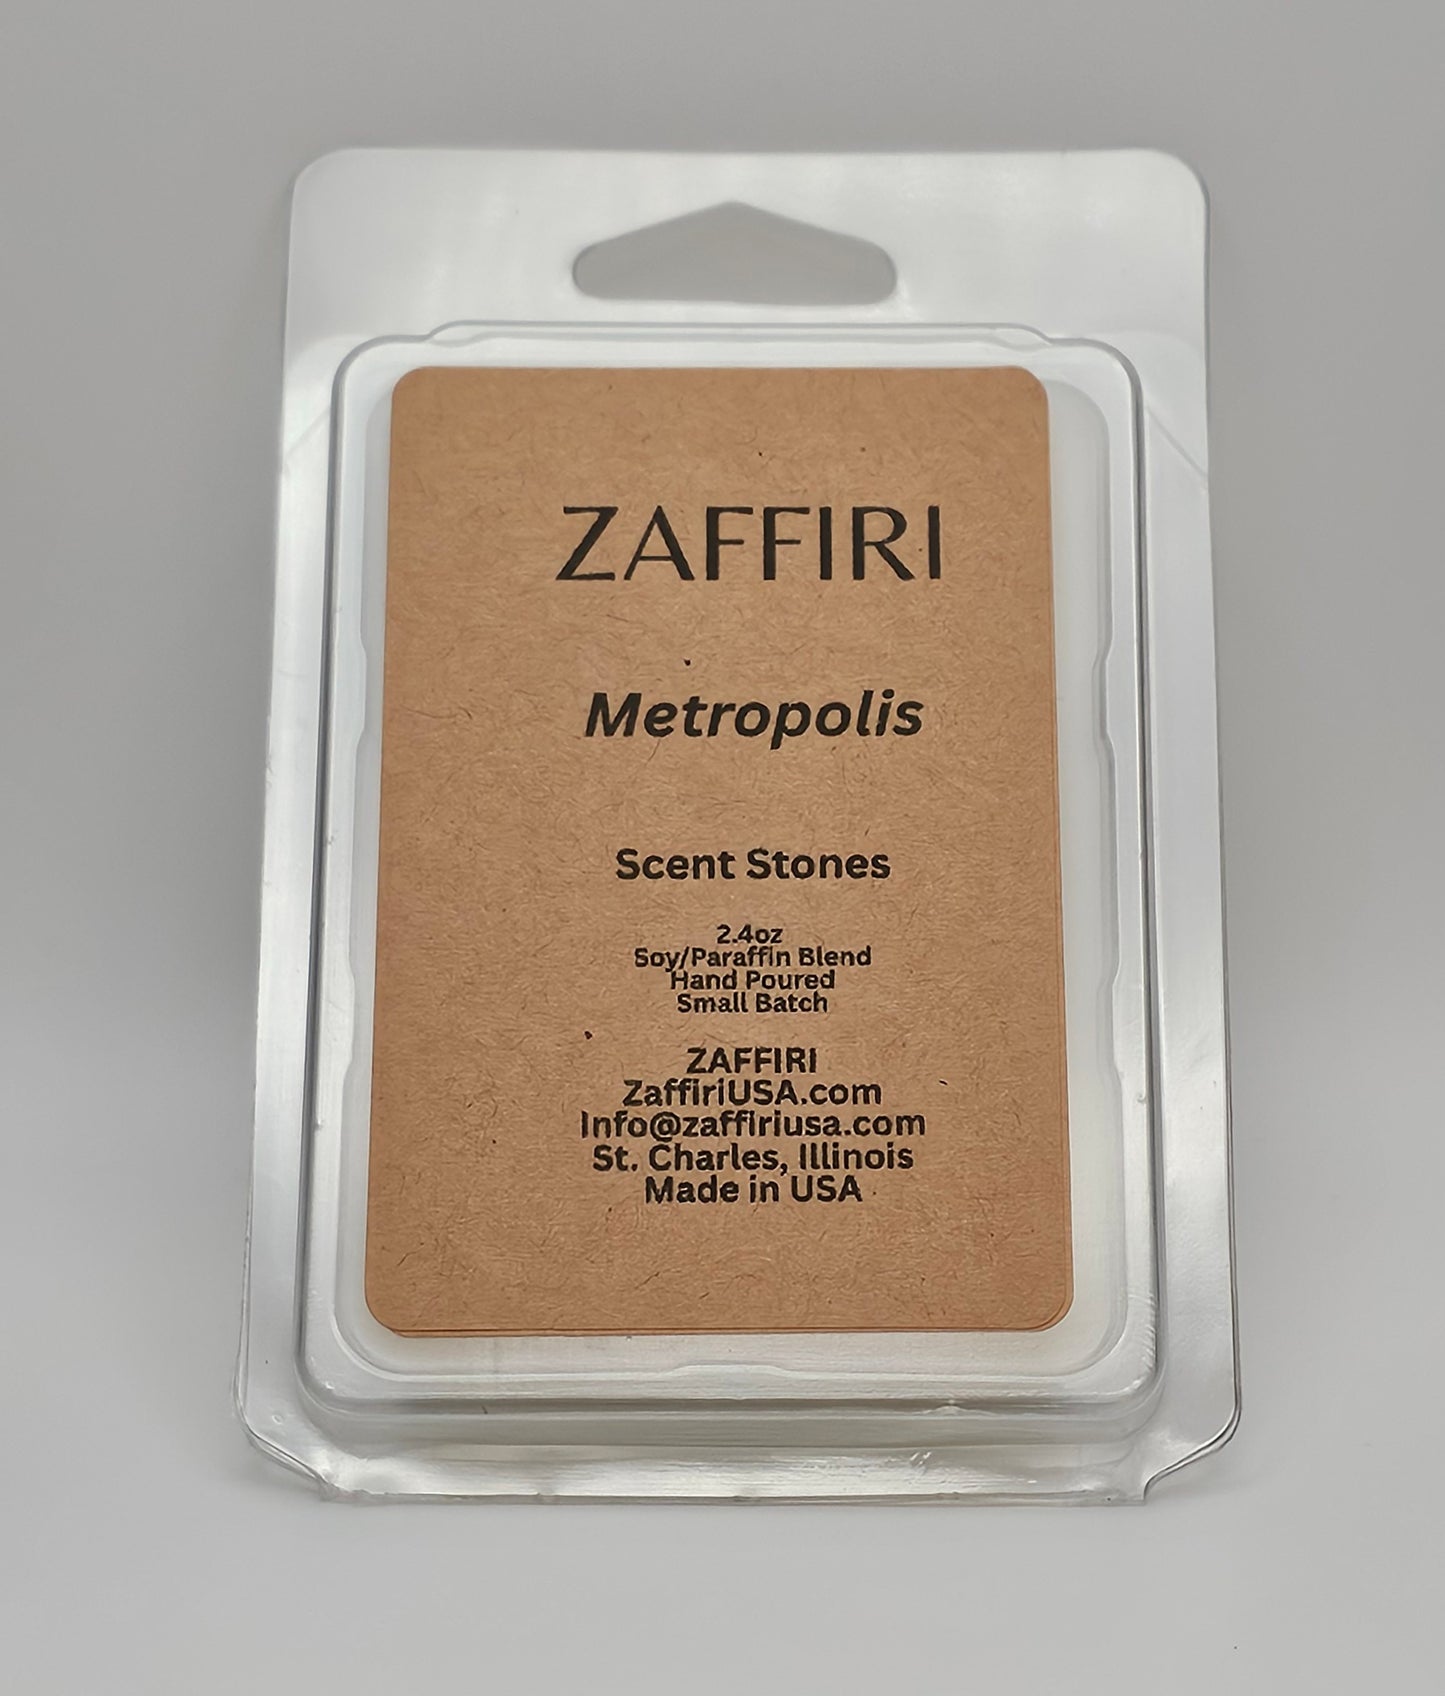 ZAFFIRI
Metropolis
Scent Stones
2.4oz
Soy/Paraffin Blend
Hand Poured
Small Batch
ZAFFIRI
ZaffiriUSA.com
Info@zaffiriusa.com
St. Charles, Illinois
Made in USA